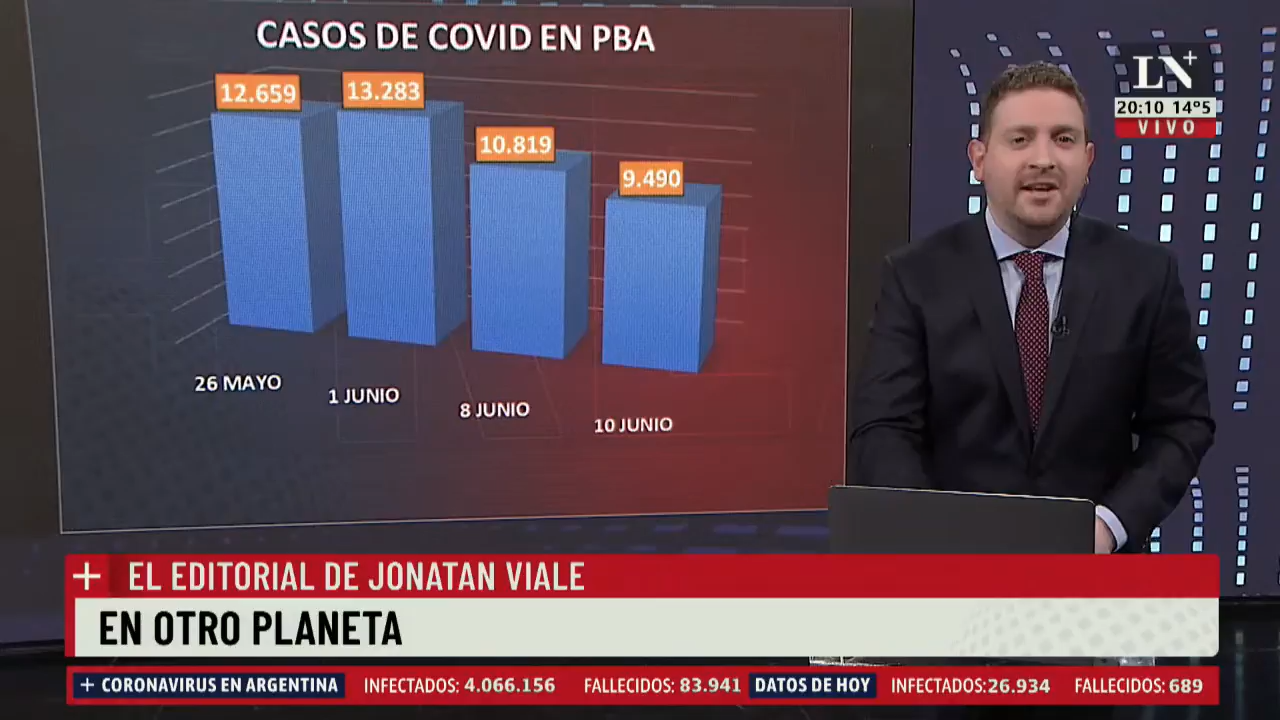 CASOS DE COVID EN PBA
12.659
13.283
10.819
9.490
26 MAYO
1 JUNIO
8 JUNIO
10 JUNIO
LN+
20:10 14°5
VIVO
+ EL EDITORIAL DE JONATAN VIALE
EN OTRO PLANETA
+ CORONAVIRUS EN ARGENTINA INFECTADOS: 4.066.156 FALLECIDOS: 83.941 DATOS DE HOY INFECTADOS:26.934 FALLECIDOS: 689